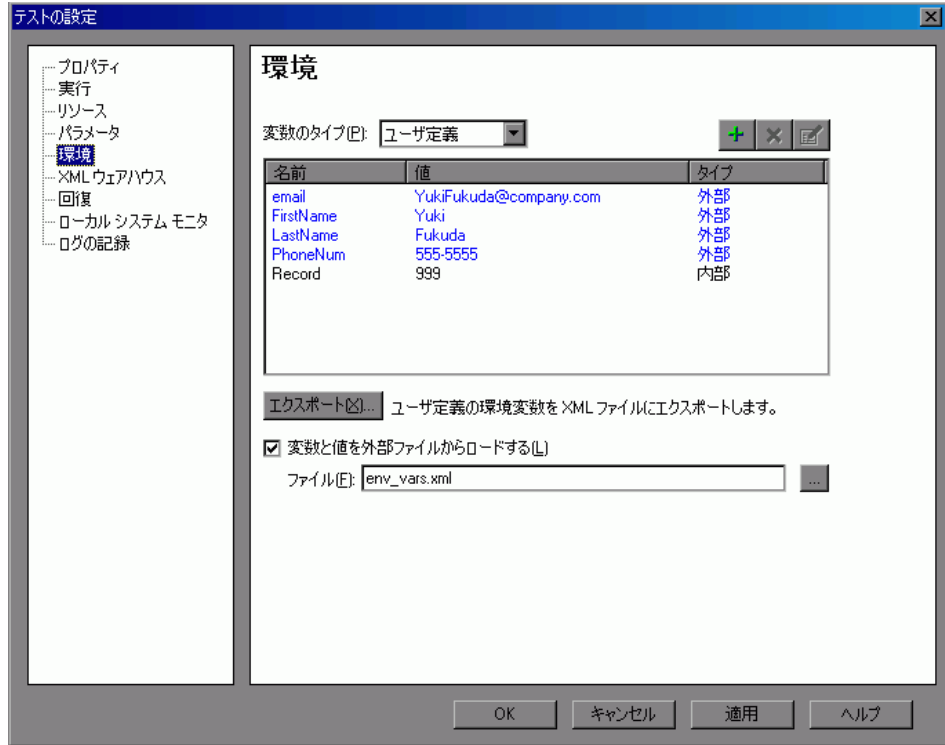 テストの設定
プロパティ
実行
リソース
パラメータ
環境
XML ウェアハウス
回復
ローカル システム モニタ
ログの記録
環境
変数のタイプ(P): ユーザ定義
名前 値 タイプ
email YukiFukuda@company.com 外部
FirstName Yuki 外部
LastName Fukuda 外部
PhoneNum 555-5555 外部
Record 999 内部
エクスポート(X)... ユーザ定義の環境変数を XML ファイルにエクスポートします。
変数と値を外部ファイルからロードする(L)
ファイル(F): env_vars.xml ...
OK キャンセル 適用 ヘルプ